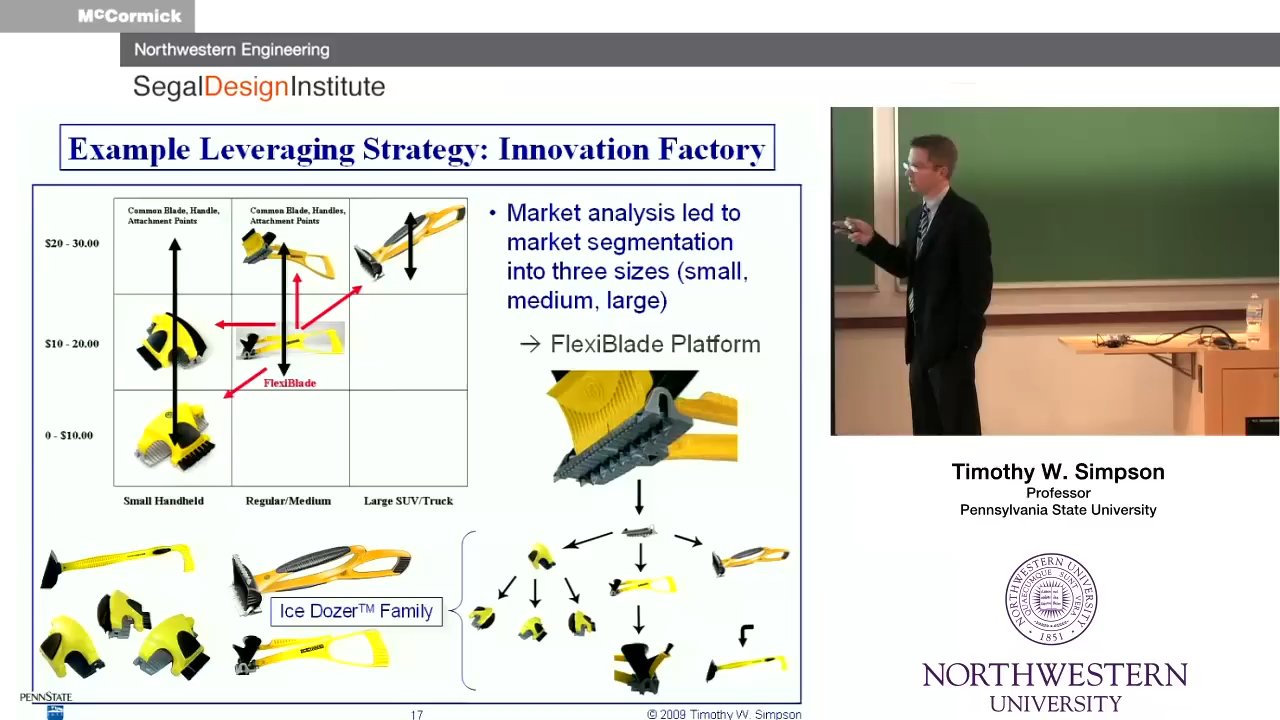 McCormick
Northwestern Engineering
SegalDesignInstitute
Example Leveraging Strategy: Innovation Factory
Common Blade, Handle,
Attachment Points
Common Blade, Handles,
Attachment Points
$20 - 30.00
$10 - 20.00
FlexiBlade
0 - $10.00
Small Handheld
Regular/Medium
Large SUV/Truck
• Market analysis led to
market segmentation
into three sizes (small,
medium, large)
→ FlexiBlade Platform
Ice Dozer™ Family
PENNSTATE
17
© 2009 Timothy W. Simpson
Timothy W. Simpson
Professor
Pennsylvania State University
NORTHWESTERN UNIVERSITY
1851
NORTHWESTERN
UNIVERSITY